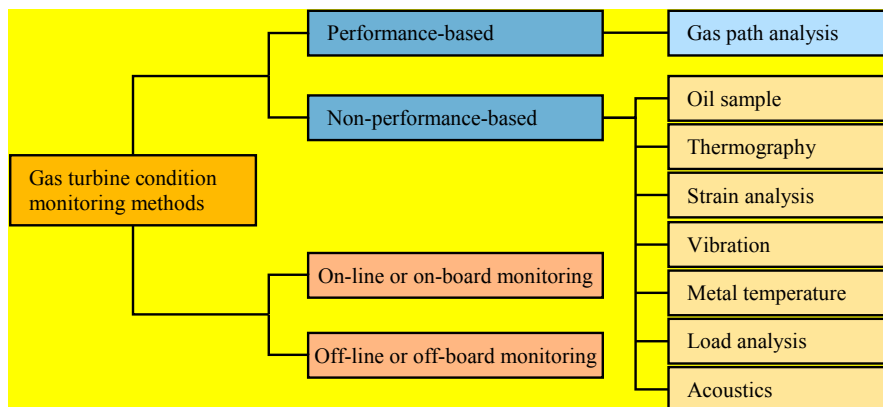 Performance-based
Gas path analysis
Non-performance-based
Oil sample
Thermography
Strain analysis
Gas turbine condition
monitoring methods
Vibration
On-line or on-board monitoring
Metal temperature
Off-line or off-board monitoring
Load analysis
Acoustics